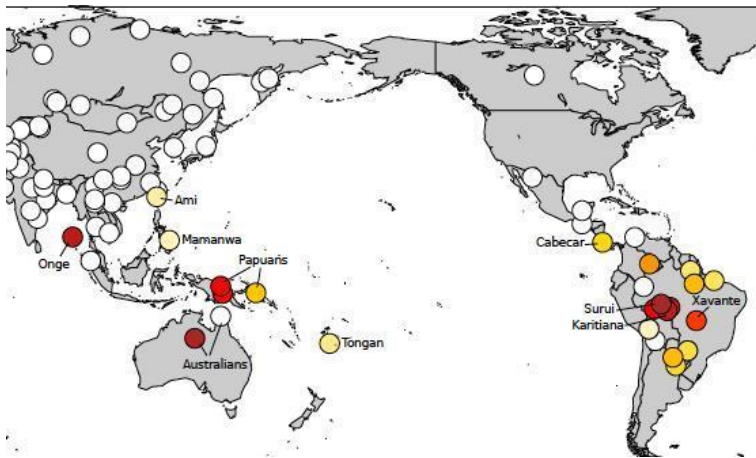 Ami
Mamanwa
Onge
Papuans
Cabecar
Surui
Xavante
Karitiana
Tongan
Australians